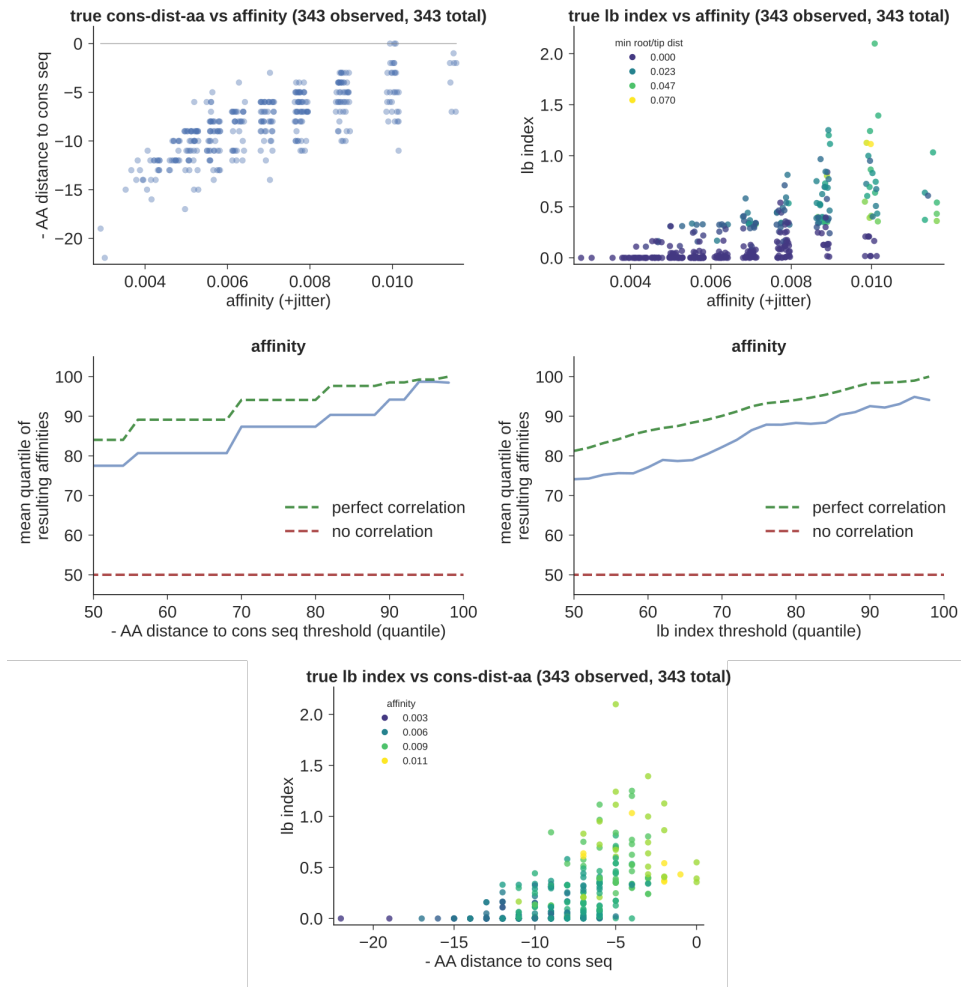 true cons-dist-aa vs affinity (343 observed, 343 total)
0
−5
−10
−15
−20
- AA distance to cons seq
0.004
0.006
0.008
0.010
affinity (+jitter)
true lb index vs affinity (343 observed, 343 total)
min root/tip dist
0.000
0.023
0.047
0.070
2.0
1.5
1.0
0.5
0.0
lb index
0.004
0.006
0.008
0.010
affinity (+jitter)
affinity
100
90
80
70
60
50
mean quantile of
resulting affinities
perfect correlation
no correlation
50
60
70
80
90
100
- AA distance to cons seq threshold (quantile)
affinity
100
90
80
70
60
50
mean quantile of
resulting affinities
perfect correlation
no correlation
50
60
70
80
90
100
lb index threshold (quantile)
true lb index vs cons-dist-aa (343 observed, 343 total)
affinity
0.003
0.006
0.009
0.011
2.0
1.5
1.0
0.5
0.0
lb index
−20
−15
−10
−5
0
- AA distance to cons seq